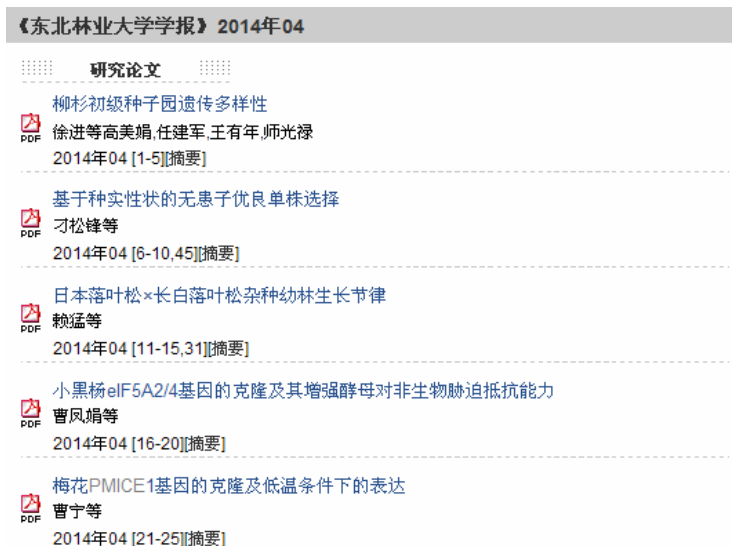 《东北林业大学学报》2014年04
研究论文
柳杉初级种子园遗传多样性
徐进等高美娟,任建军,王有年,师光禄
2014年04 [1-5][摘要]
PDF
基于种实性状的无患子优良单株选择
刁松锋等
2014年04 [6-10,45][摘要]
PDF
日本落叶松×长白落叶松杂种幼林生长节律
赖猛等
2014年04 [11-15,31][摘要]
PDF
小黑杨eIF5A2/4基因的克隆及其增强酵母对非生物胁迫抵抗能力
曹凤娟等
2014年04 [16-20][摘要]
PDF
梅花PMICE1基因的克隆及低温条件下的表达
曹宁等
2014年04 [21-25][摘要]
PDF